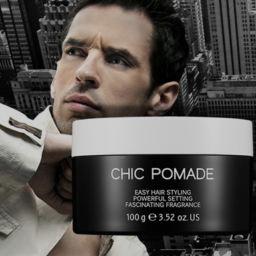 CHIC POMADE
EASY HAIR STYLING
POWERFUL SETTING
FASCINATING FRAGRANCE
100 g ℮ 3.52 oz. US